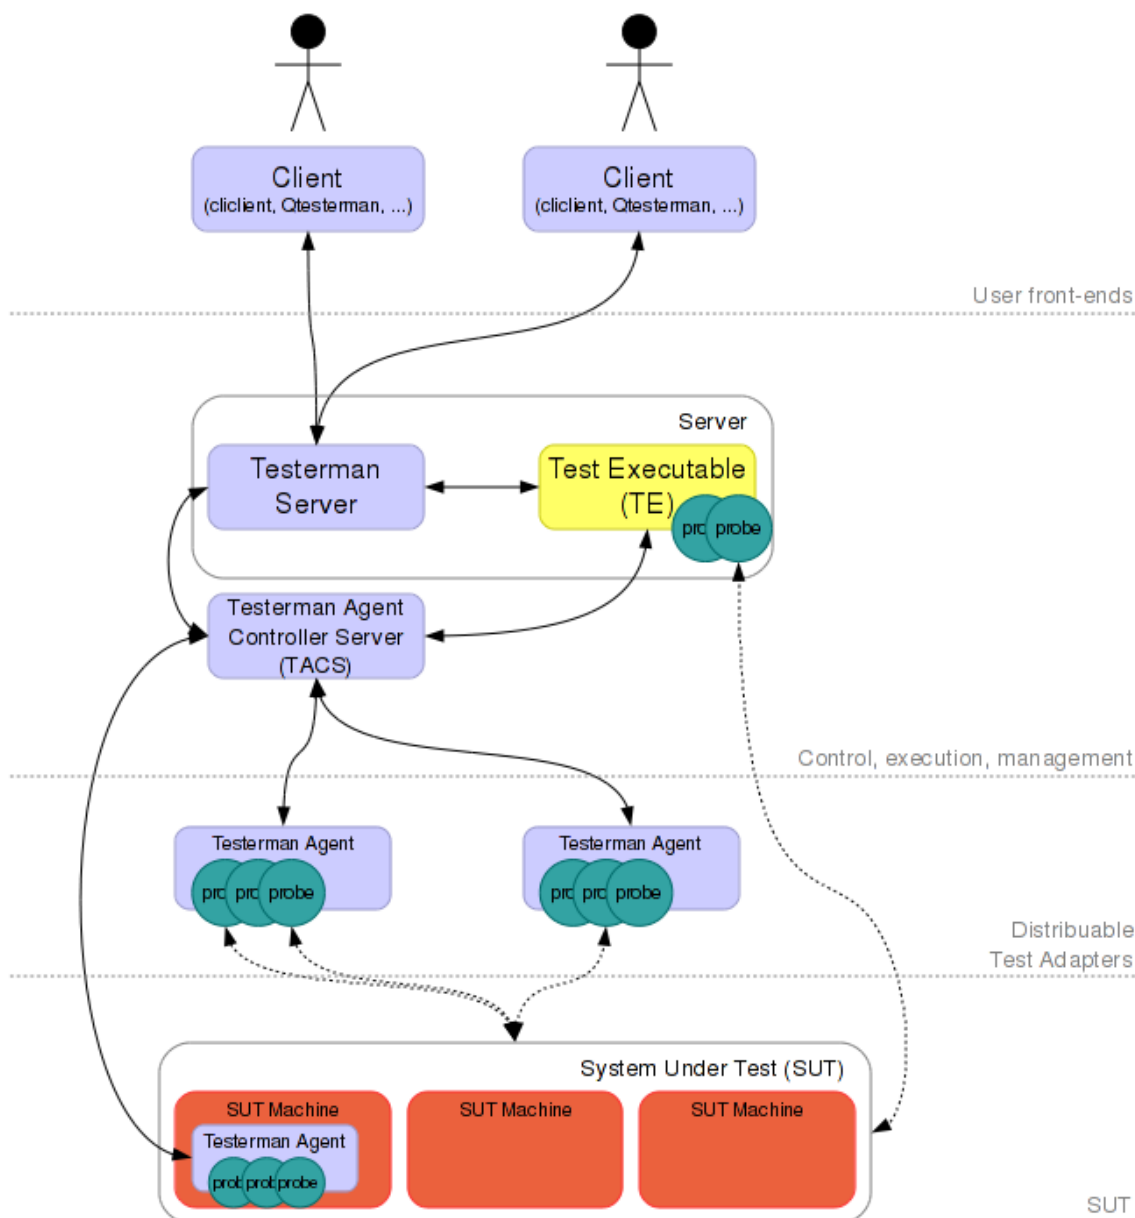 Client
(cliclient, Qtesterman, ...)
Client
(cliclient, Qtesterman, ...)
User front-ends
Server
Testerman
Server
Test Executable
(TE)
probe
Testerman Agent
Controller Server
(TACS)
Control, execution, management
Testerman Agent
probe
Testerman Agent
probe
Distribuable
Test Adapters
System Under Test (SUT)
SUT Machine
Testerman Agent
probe
SUT Machine
SUT Machine
SUT